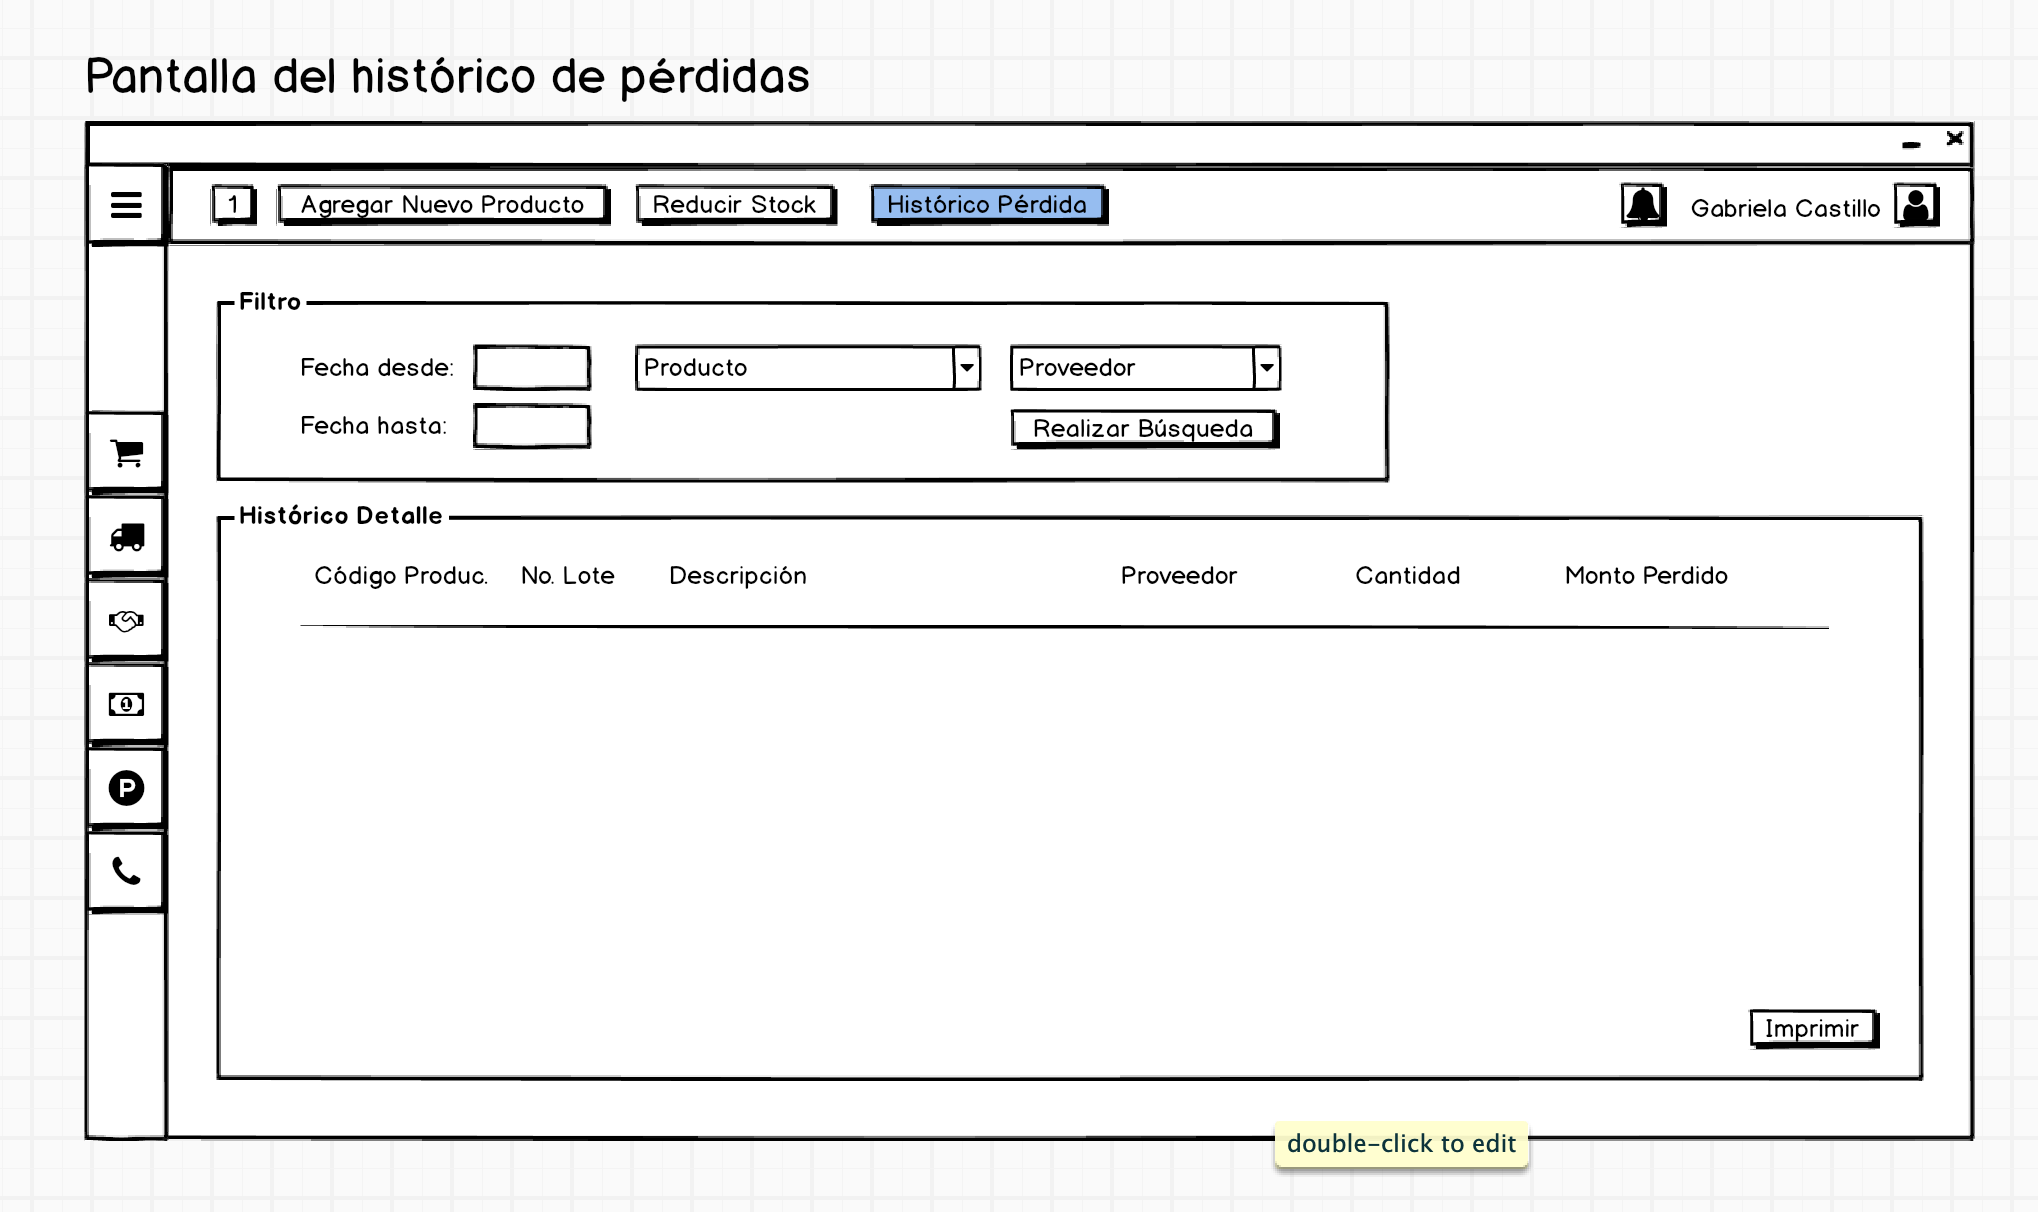 Pantalla del histórico de pérdidas
1 Agregar Nuevo Producto Reducir Stock Histórico Pérdida Gabriela Castillo
Filtro
Fecha desde: Producto Proveedor
Fecha hasta: Realizar Búsqueda
Histórico Detalle
Código Produc. No. Lote Descripción Proveedor Cantidad Monto Perdido
1
P
Imprimir
double-click to edit